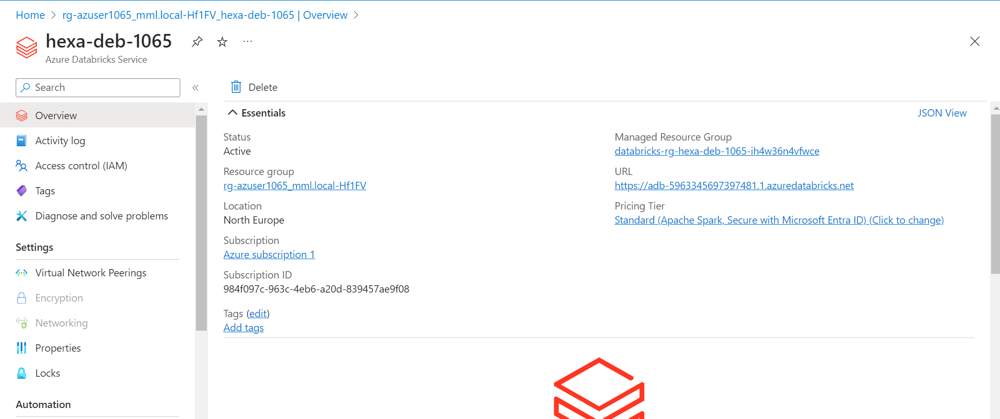 Home > rg-azuser1065_mml.local-Hf1FV_hexa-deb-1065 | Overview >
hexa-deb-1065
Azure Databricks Service
Search
Overview
Activity log
Access control (IAM)
Tags
Diagnose and solve problems
Settings
Virtual Network Peerings
Encryption
Networking
Properties
Locks
Automation
Delete
Essentials
JSON View
Status
Active
Resource group
rg-azuser1065_mml.local-Hf1FV
Location
North Europe
Subscription
Azure subscription 1
Subscription ID
984f097c-963c-4eb6-a20d-839457ae9f08
Tags (edit)
Add tags
Managed Resource Group
databricks-rg-hexa-deb-1065-ih4w36n4vfwce
URL
https://adb-5963345697397481.1.azuredatabricks.net
Pricing Tier
Standard (Apache Spark, Secure with Microsoft Entra ID) (Click to change)